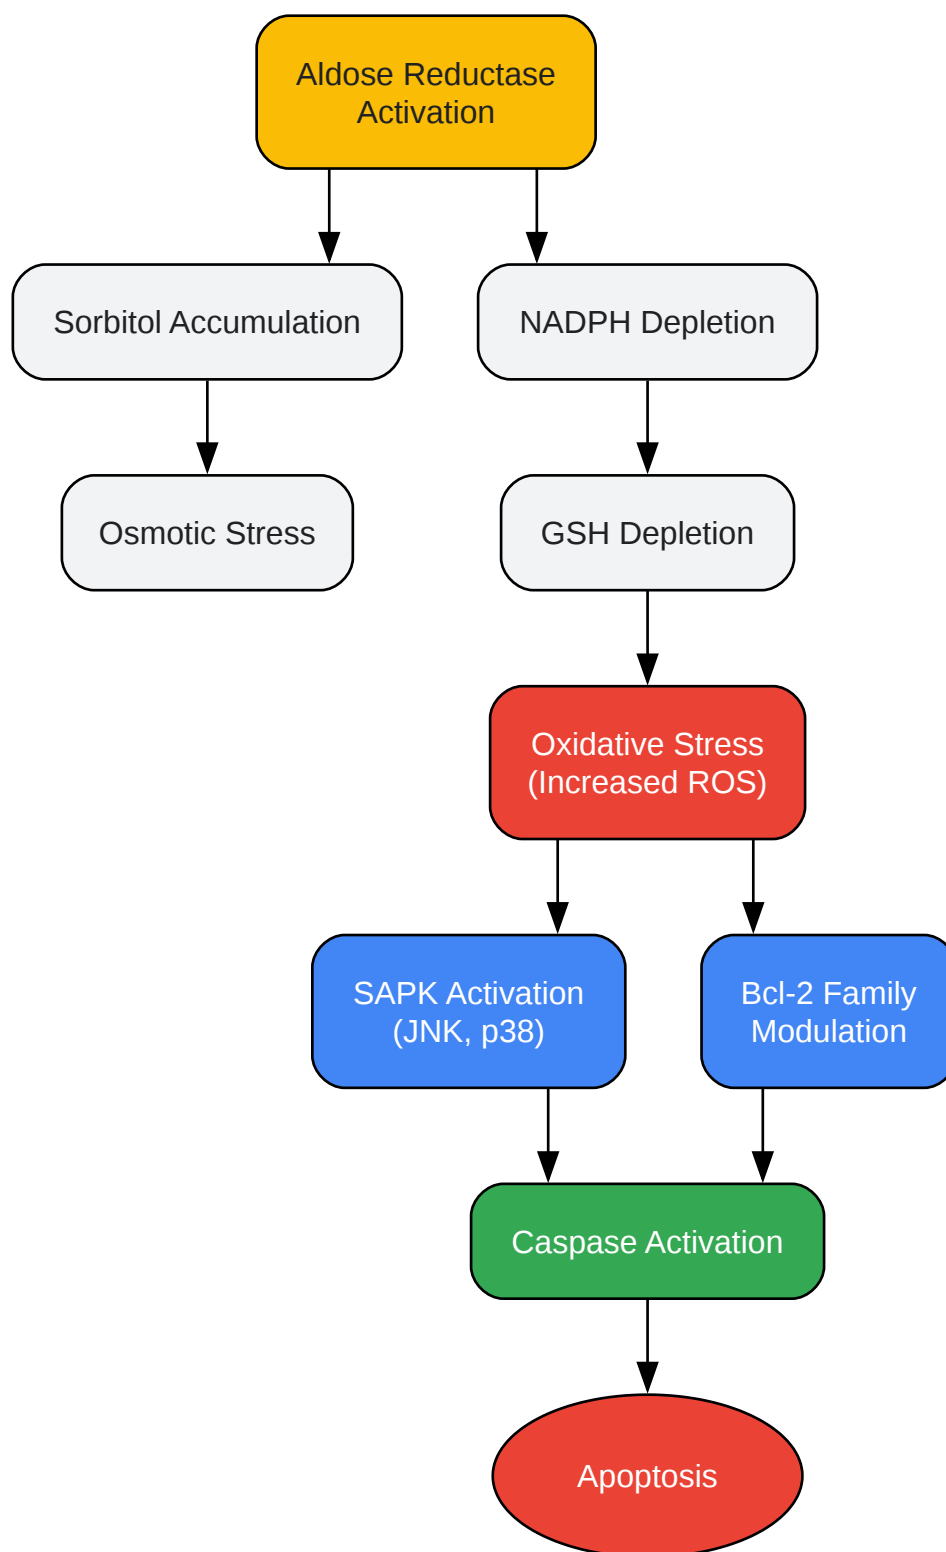 Aldose Reductase
Activation
Sorbitol Accumulation
NADPH Depletion
Osmotic Stress
GSH Depletion
Oxidative Stress
(Increased ROS)
SAPK Activation
(JNK, p38)
Bcl-2 Family
Modulation
Caspase Activation
Apoptosis